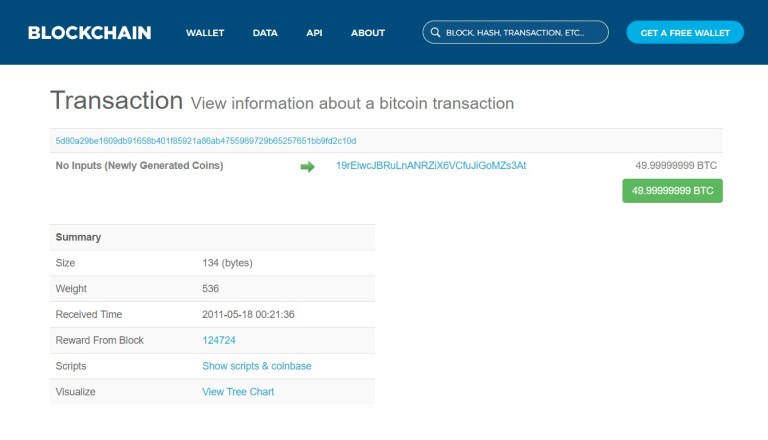 BLOCKCHAIN WALLET DATA API ABOUT BLOCK, HASH, TRANSACTION, ETC... GET A FREE WALLET
Transaction View information about a bitcoin transaction
5d80a29be1609db91658b401f85921a86ab4755969729b65257651bb9fd2c10d
No Inputs (Newly Generated Coins) 19rEiwcJBRuLnANRZiX6VCfuJiGoMZs3At 49.99999999 BTC
49.99999999 BTC
Summary
Size 134 (bytes)
Weight 536
Received Time 2011-05-18 00:21:36
Reward From Block 124724
Scripts Show scripts & coinbase
Visualize View Tree Chart